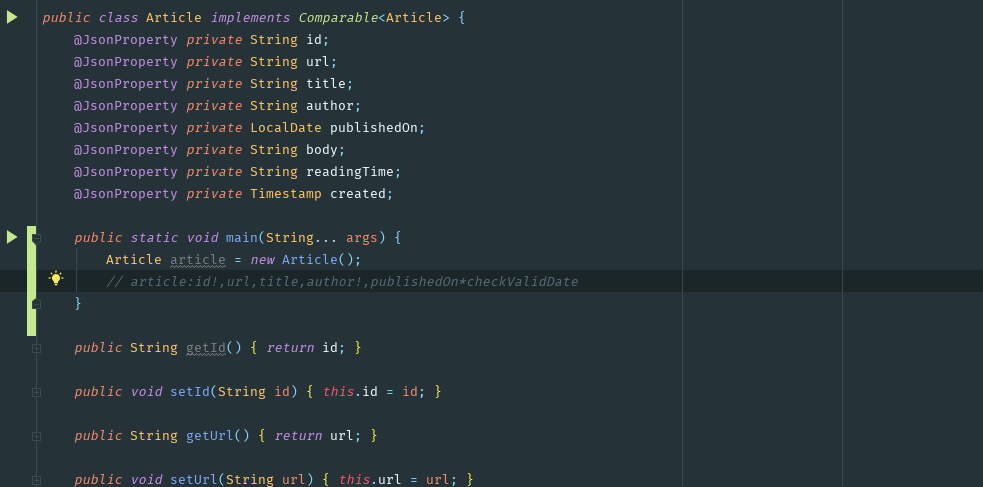 public class Article implements Comparable<Article> {
@JsonProperty private String id;
@JsonProperty private String url;
@JsonProperty private String title;
@JsonProperty private String author;
@JsonProperty private LocalDate publishedOn;
@JsonProperty private String body;
@JsonProperty private String readingTime;
@JsonProperty private Timestamp created;
public static void main(String... args) {
Article article = new Article();
// article:id!,url,title,author!,publishedOn*checkValidDate
}
public String getId() { return id; }
public void setId(String id) { this.id = id; }
public String getUrl() { return url; }
public void setUrl(String url) { this.url = url; }